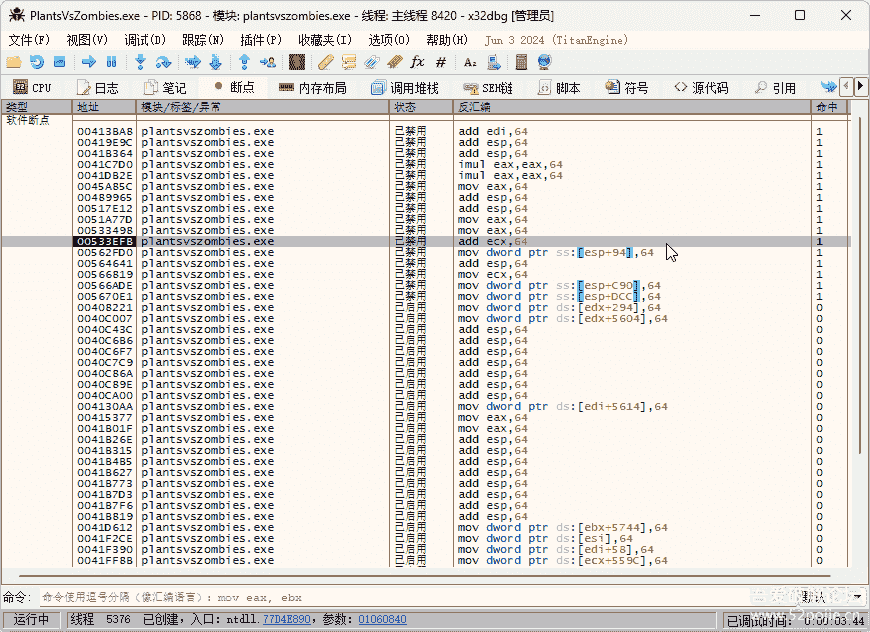 PlantsVsZombies.exe - PID: 5868 - 模块: plantsvszombies.exe - 线程: 主线程 8420 - x32dbg [管理员]
文件(F) 视图(V) 调试(D) 跟踪(N) 插件(P) 收藏夹(I) 选项(O) 帮助(H) Jun 3 2024 (TitanEngine)
CPU 日志 笔记 断点 内存布局 调用堆栈 SEH链 脚本 符号 源代码 引用
类型 地址 模块/标签/异常 状态 反汇编 命中
软件断点
00413BA8 plantsvszombies.exe 已禁用 add edi,64 1
00419E9C plantsvszombies.exe 已禁用 add esp,64 1
0041B364 plantsvszombies.exe 已禁用 add esp,64 1
0041C7D0 plantsvszombies.exe 已禁用 imul eax,eax,64 1
0041DB2E plantsvszombies.exe 已禁用 imul eax,eax,64 1
0045A85C plantsvszombies.exe 已禁用 mov eax,64 1
00489965 plantsvszombies.exe 已禁用 add esp,64 1
00517E12 plantsvszombies.exe 已禁用 add esp,64 1
0051A77D plantsvszombies.exe 已禁用 mov eax,64 1
00533498 plantsvszombies.exe 已禁用 mov eax,64 1
00533EFB plantsvszombies.exe 已禁用 add ecx,64 1
00562FD0 plantsvszombies.exe 已禁用 mov dword ptr ss:[esp+94],64 1
00564641 plantsvszombies.exe 已禁用 add esp,64 1
00566819 plantsvszombies.exe 已禁用 mov ecx,64 1
00566ADE plantsvszombies.exe 已禁用 mov dword ptr ss:[esp+C90],64 1
005670E1 plantsvszombies.exe 已禁用 mov dword ptr ss:[esp+DCC],64 1
00408221 plantsvszombies.exe 已启用 mov dword ptr ds:[edx+294],64 0
0040C007 plantsvszombies.exe 已启用 mov dword ptr ds:[edx+5604],64 0
0040C43C plantsvszombies.exe 已启用 add esp,64 0
0040C6B6 plantsvszombies.exe 已启用 add esp,64 0
0040C6F7 plantsvszombies.exe 已启用 add esp,64 0
0040C7C9 plantsvszombies.exe 已启用 add esp,64 0
0040C86A plantsvszombies.exe 已启用 add esp,64 0
0040C89E plantsvszombies.exe 已启用 add esp,64 0
0040CA00 plantsvszombies.exe 已启用 add esp,64 0
004130AA plantsvszombies.exe 已启用 mov dword ptr ds:[edi+5614],64 0
00415377 plantsvszombies.exe 已启用 mov eax,64 0
0041B01F plantsvszombies.exe 已启用 mov eax,64 0
0041B26E plantsvszombies.exe 已启用 add esp,64 0
0041B315 plantsvszombies.exe 已启用 add esp,64 0
0041B4B5 plantsvszombies.exe 已启用 add esp,64 0
0041B627 plantsvszombies.exe 已启用 add esp,64 0
0041B773 plantsvszombies.exe 已启用 add esp,64 0
0041B7D3 plantsvszombies.exe 已启用 add esp,64 0
0041B7F6 plantsvszombies.exe 已启用 add esp,64 0
0041B819 plantsvszombies.exe 已启用 add esp,64 0
0041D612 plantsvszombies.exe 已启用 mov dword ptr ds:[ebx+5744],64 0
0041F2CE plantsvszombies.exe 已启用 mov dword ptr ds:[esi],64 0
0041F390 plantsvszombies.exe 已启用 mov dword ptr ds:[edi+58],64 0
0041FF8B plantsvszombies.exe 已启用 mov dword ptr ds:[ecx+559C],64 0
命令: 命令使用逗号分隔（像汇编语言）: mov eax, ebx 默认
运行中 线程 5376 已创建，入口: ntdll.77D4E890，参数: 01060840 已调试时间: 0:00:03:44
www.52pojie.cn